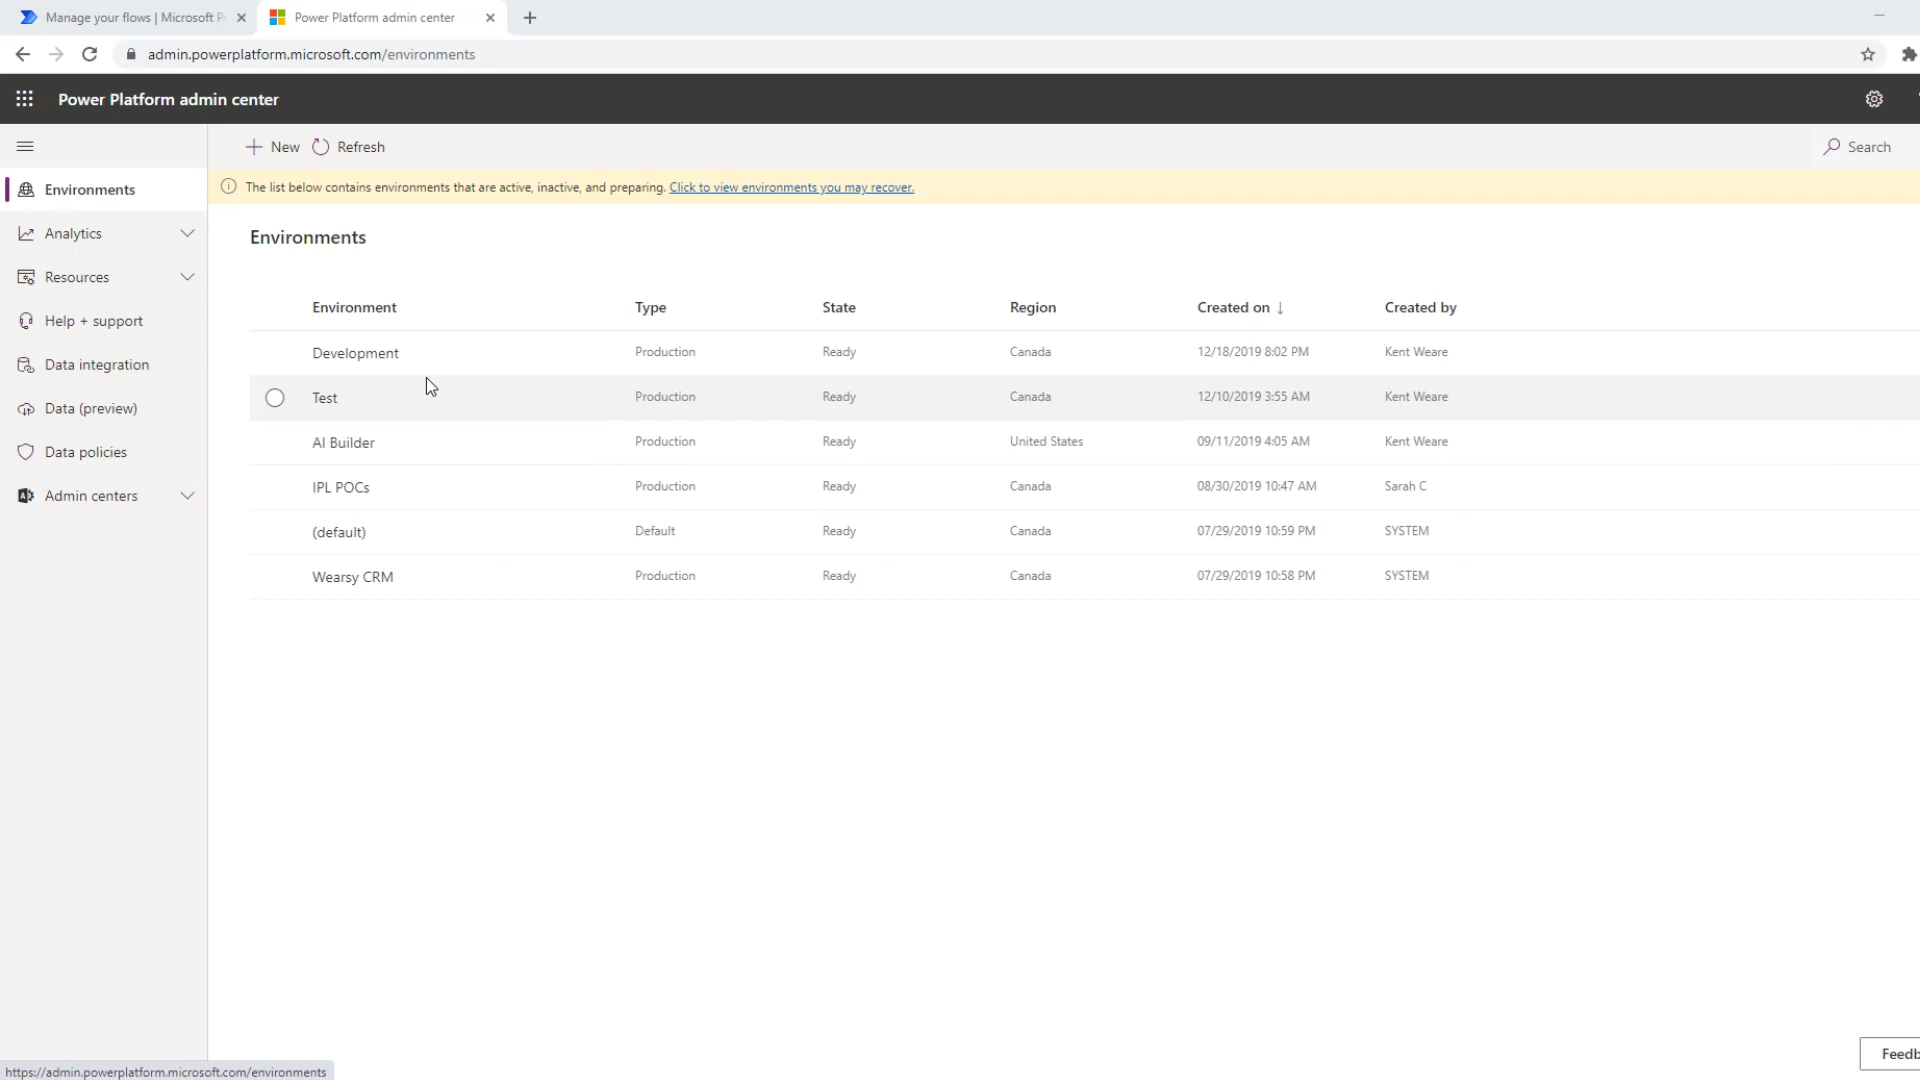 Manage your flows | Microsoft P
Power Platform admin center
admin.powerplatform.microsoft.com/environments
Power Platform admin center
New
Refresh
Search
The list below contains environments that are active, inactive, and preparing. Click to view environments you may recover.
Environments
Analytics
Resources
Help + support
Data integration
Data (preview)
Data policies
Admin centers
Environments
Environment Type State Region Created on ↓ Created by
Development Production Ready Canada 12/18/2019 8:02 PM Kent Weare
Test Production Ready Canada 12/10/2019 3:55 AM Kent Weare
AI Builder Production Ready United States 09/11/2019 4:05 AM Kent Weare
IPL POCs Production Ready Canada 08/30/2019 10:47 AM Sarah C
(default) Default Ready Canada 07/29/2019 10:59 PM SYSTEM
Wearsy CRM Production Ready Canada 07/29/2019 10:58 PM SYSTEM
Feedb
https://admin.powerplatform.microsoft.com/environments